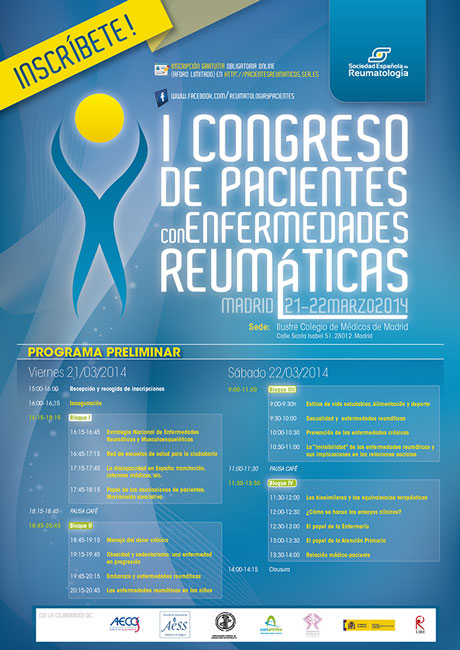 INSCRÍBETE!
INSCRIPCIÓN GRATUITA OBLIGATORIA ONLINE
(AFORO LIMITADO) EN HTTP://PACIENTESREUMATICOS.SER.ES
WWW.FACEBOOK.COM/REUMATOLOGIAYPACIENTES
Sociedad Española de
Reumatología
I CONGRESO
DE PACIENTES
CON ENFERMEDADES
REUMÁTICAS
MADRID 21-22MARZO2014
Sede: Ilustre Colegio de Médicos de Madrid
Calle Santa Isabel 51. 28012. Madrid
PROGRAMA PRELIMINAR
Viernes 21/03/2014
15:00-16:00 Recepción y recogida de inscripciones
16:00-16:15 Inauguración
16:15-18:15 Bloque I
16:15-16:45 Estrategia Nacional de Enfermedades
Reumáticas y Musculoesqueléticas
16:45-17:15 Red de escuelas de salud para la ciudadanía
17:15-17:45 La discapacidad en España: tramitación,
informes médicos, etc.
17:45-18:15 Papel de las asociaciones de pacientes.
Movimiento asociativo
18:15-18:45 PAUSA CAFÉ
18:45-20:45 Bloque II
18:45-19:15 Manejo del dolor crónico
19:15-19:45 Obesidad y sedentarismo: una enfermedad
en progresión
19:45-20:15 Embarazo y enfermedades reumáticas
20:15-20:45 Las enfermedades reumáticas en los niños
Sábado 22/03/2014
9:00-11:00 Bloque III
9:00-9:30h Estilos de vida saludables. Alimentación y deporte
9:30-10:00 Sexualidad y enfermedades reumáticas
10:00-10:30 Prevención de las enfermedades crónicas
10:30-11:00 La "invisibilidad" de las enfermedades reumáticas y
sus implicaciones en las relaciones sociales
11:00-11:30 PAUSA CAFÉ
11:30-13:30 Bloque IV
11:30-12:00 Los biosimilares y las equivalencias terapéuticas
12:00-12:30 ¿Cómo se hacen los ensayos clínicos?
12:30-13:00 El papel de la Enfermería
13:00-13:30 El papel de la Atención Primaria
13:30-14:00 Relación médico-paciente
14:00-14:15 Clausura
CON LA COLABORACIÓN DE:
AECOS
AESS
conartritis
LIRE